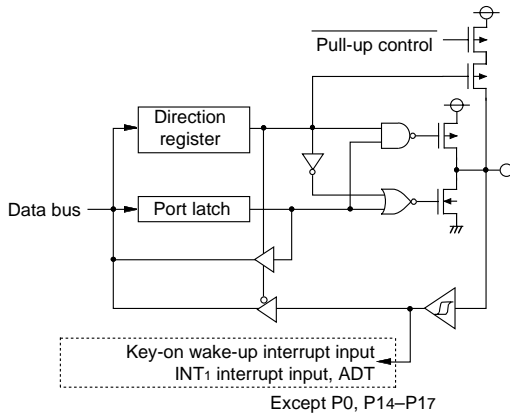 Pull-up control
Direction
register
Data bus
Port latch
Key-on wake-up interrupt input
INT1 interrupt input, ADT
Except P0, P14–P17